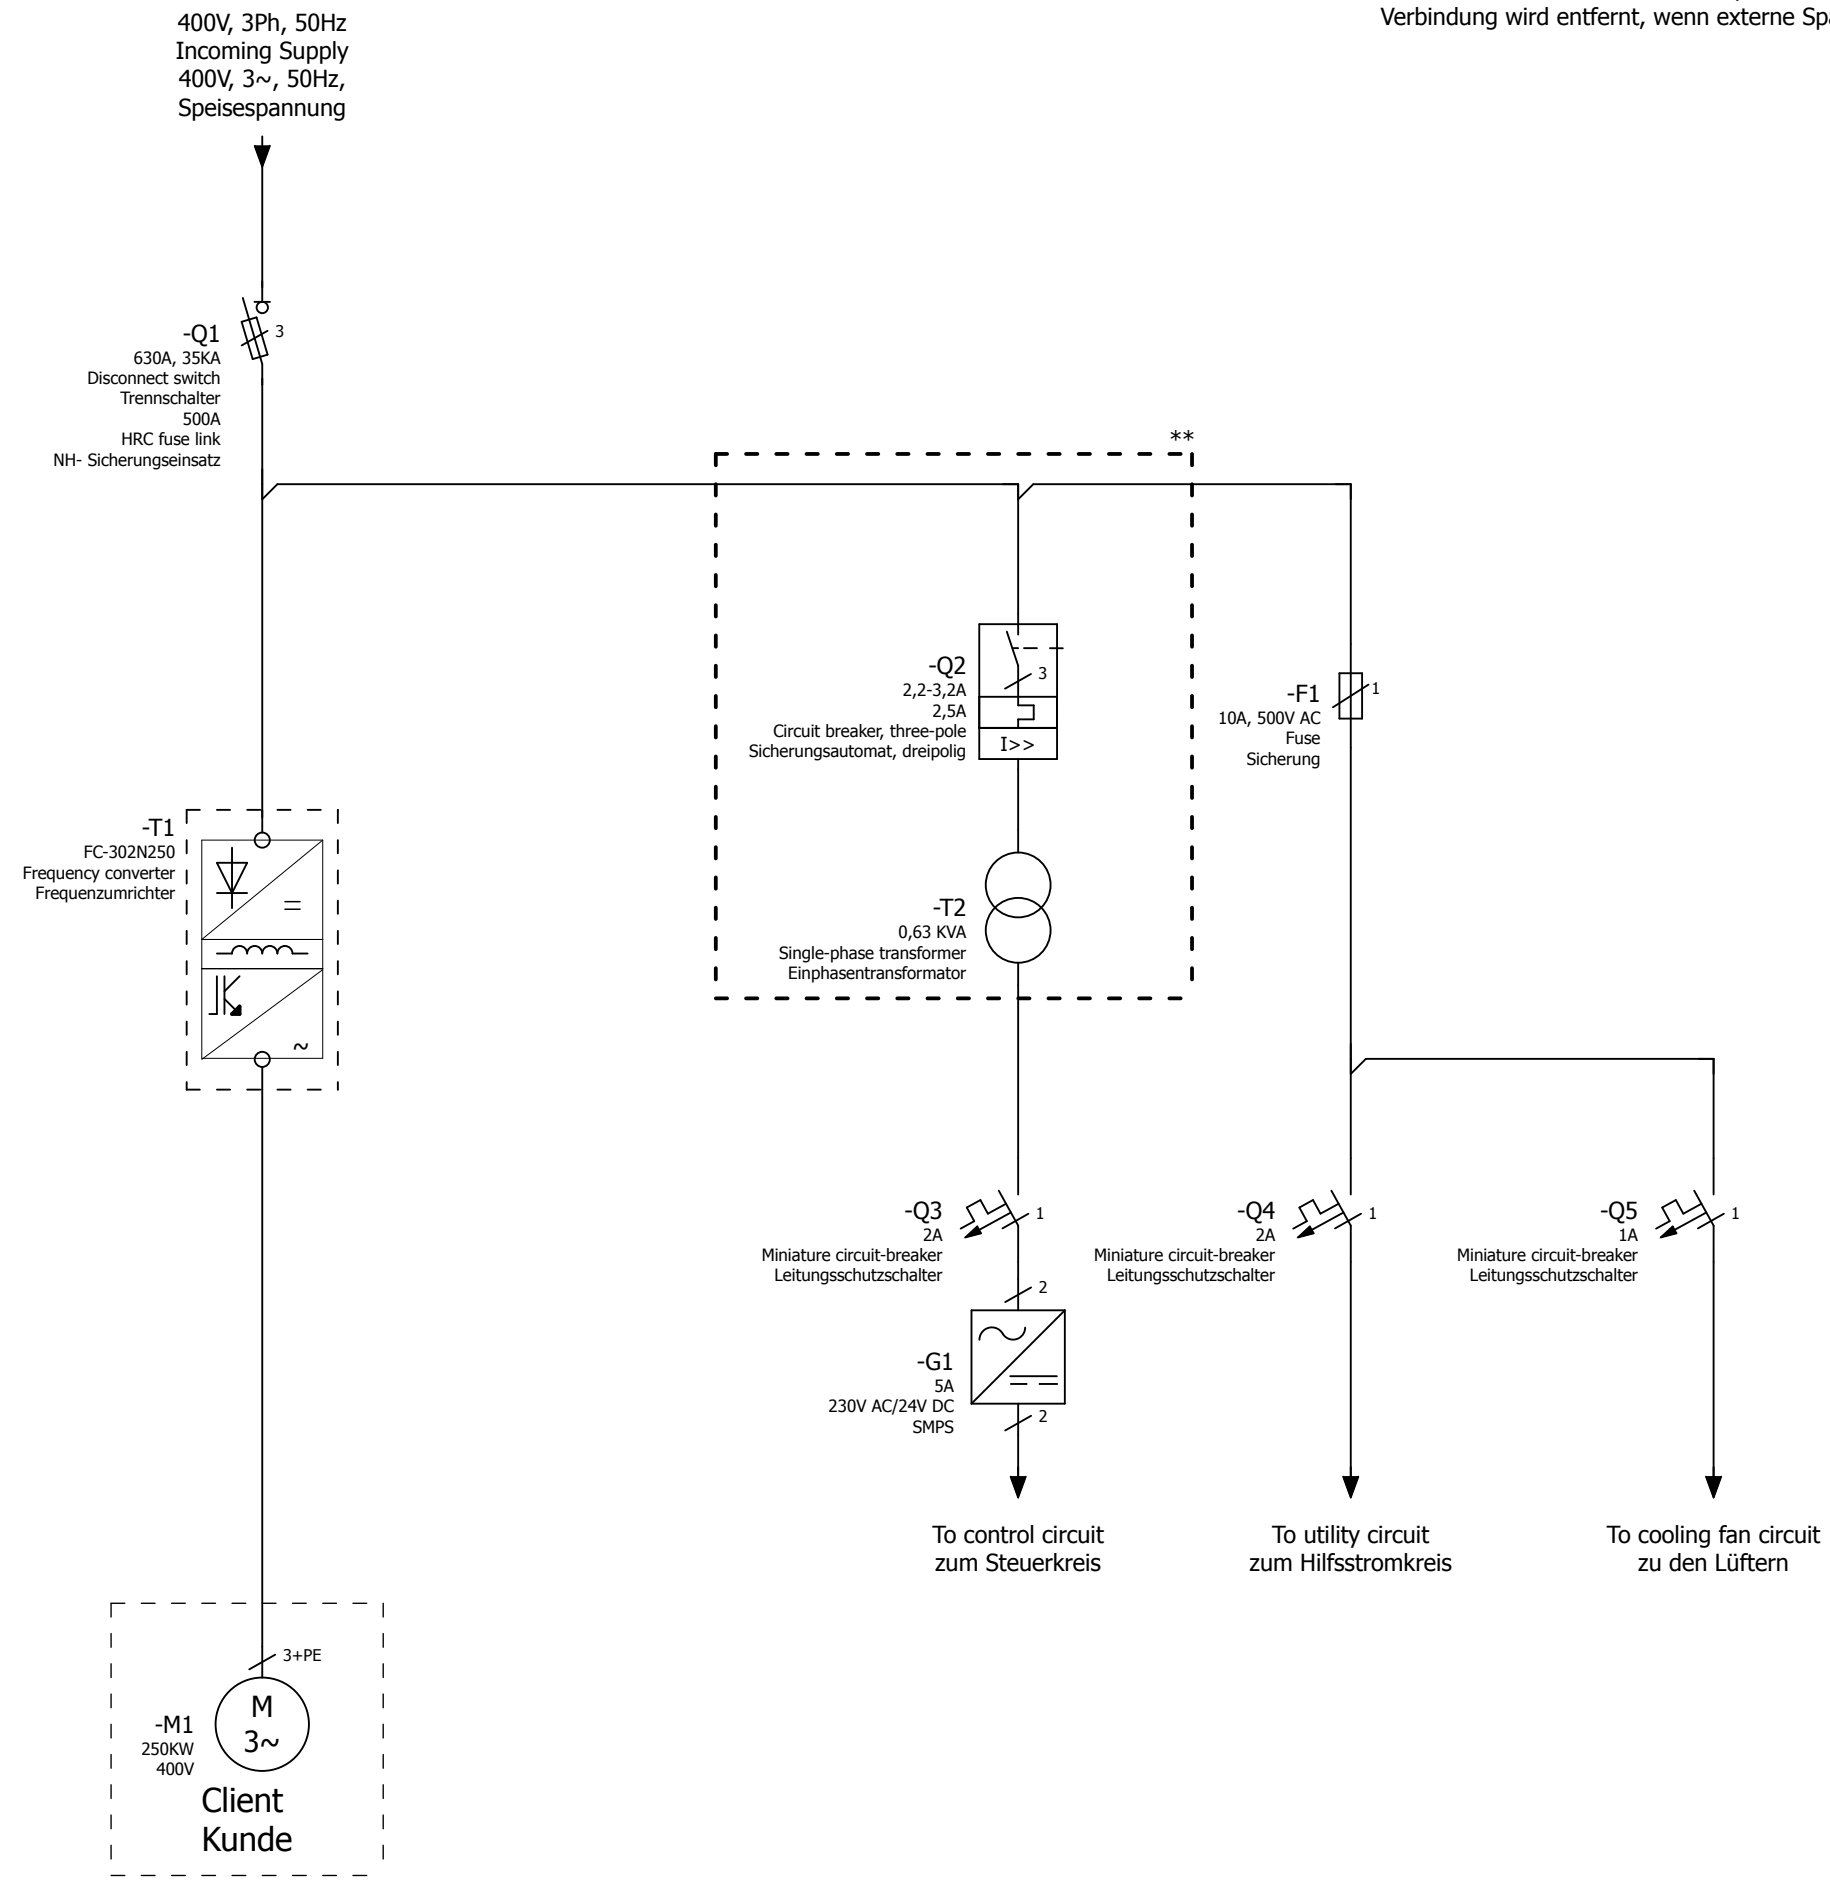 400V, 3Ph, 50Hz
Incoming Supply
400V, 3~, 50Hz,
Speisespannung
Verbindung wird entfernt, wenn externe
-Q1
3
630A, 35KA
Disconnect switch
Trennschalter
500A
HRC fuse link
NH- Sicherungseinsatz
**
-Q2
3
2,2-3,2A
2,5A
Circuit breaker, three-pole
Sicherungsautomat, dreipolig
I>>
-F1
1
10A, 500V AC
Fuse
Sicherung
-T1
FC-302N250
Frequency converter
Frequenzumrichter
=
~
-T2
0,63 KVA
Single-phase transformer
Einphasentransformator
-Q3
1
2A
Miniature circuit-breaker
Leitungsschutzschalter
-Q4
1
2A
Miniature circuit-breaker
Leitungsschutzschalter
-Q5
1
1A
Miniature circuit-breaker
Leitungsschutzschalter
2
-G1
5A
230V AC/24V DC
SMPS
2
To control circuit
zum Steuerkreis
To utility circuit
zum Hilfsstromkreis
To cooling fan circuit
zu den Lüftern
3+PE
M
3~
-M1
250KW
400V
Client
Kunde